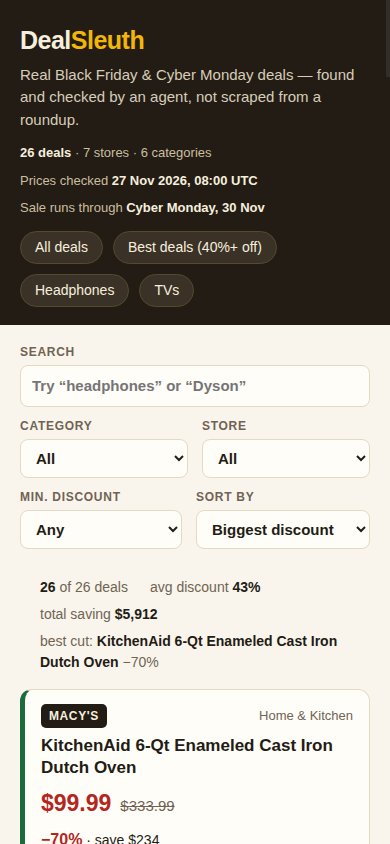 DealSleuth
Real Black Friday & Cyber Monday deals — found
and checked by an agent, not scraped from a
roundup.
26 deals · 7 stores · 6 categories
Prices checked 27 Nov 2026, 08:00 UTC
Sale runs through Cyber Monday, 30 Nov
All deals
Best deals (40%+ off)
Headphones
TVs
SEARCH
Try “headphones” or “Dyson”
CATEGORY
STORE
All
All
MIN. DISCOUNT
SORT BY
Any
Biggest discount
26 of 26 deals avg discount 43%
total saving $5,912
best cut: KitchenAid 6-Qt Enameled Cast Iron
Dutch Oven −70%
MACY'S
Home & Kitchen
KitchenAid 6-Qt Enameled Cast Iron
Dutch Oven
$99.99 $333.99
−70% · save $234